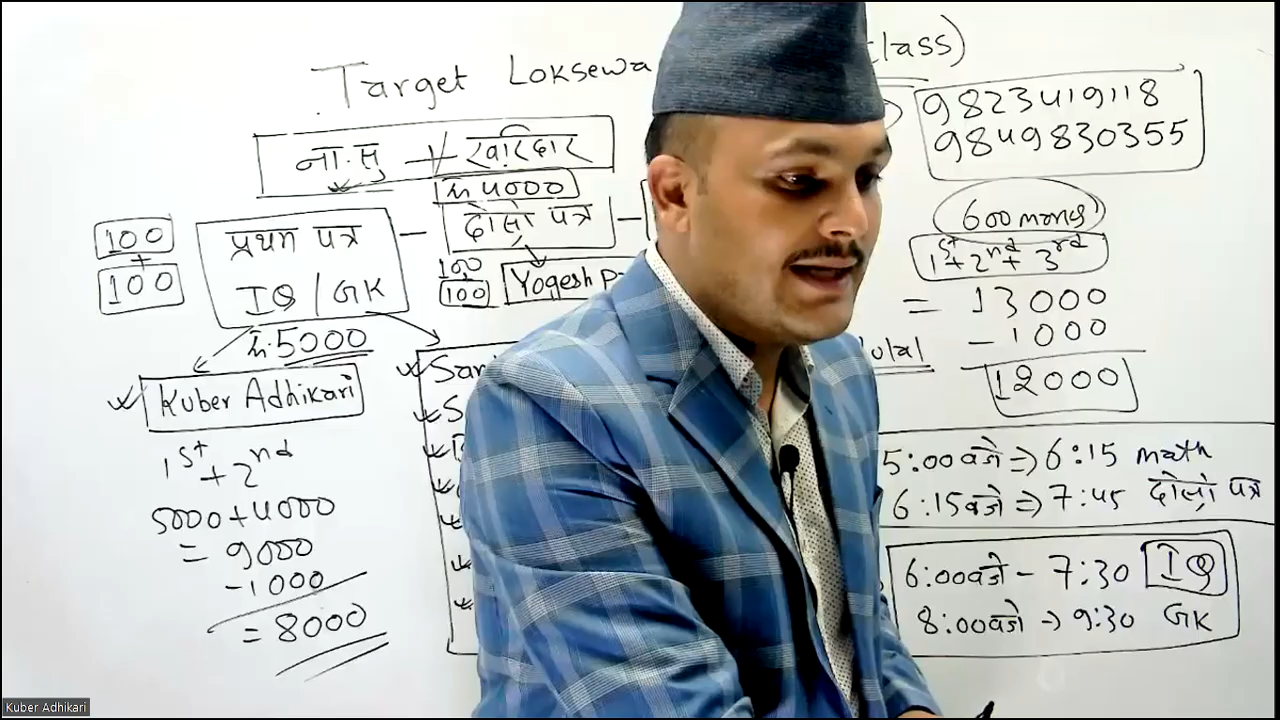 Target Loksewa class)
9823419118
9849830355
ना.सु खरिदार
रु 4000
600 marks
प्रथम पत्र - दोस्रो पत्र -
100
+
100
IQ / GK
रु.5000
100
100
Yogesh
1st + 2nd + 3rd
= 13000
- 1000
12000
Kuber Adhikari
1st + 2nd
5000 + 4000
= 9000
- 1000
= 8000
5:00 बजे ⇒ 6:15 math
6:15 बजे ⇒ 7:45 दोस्रो पत्र
6:00 बजे - 7:30 IQ
8:00 बजे → 9:30 GK
Kuber Adhikari